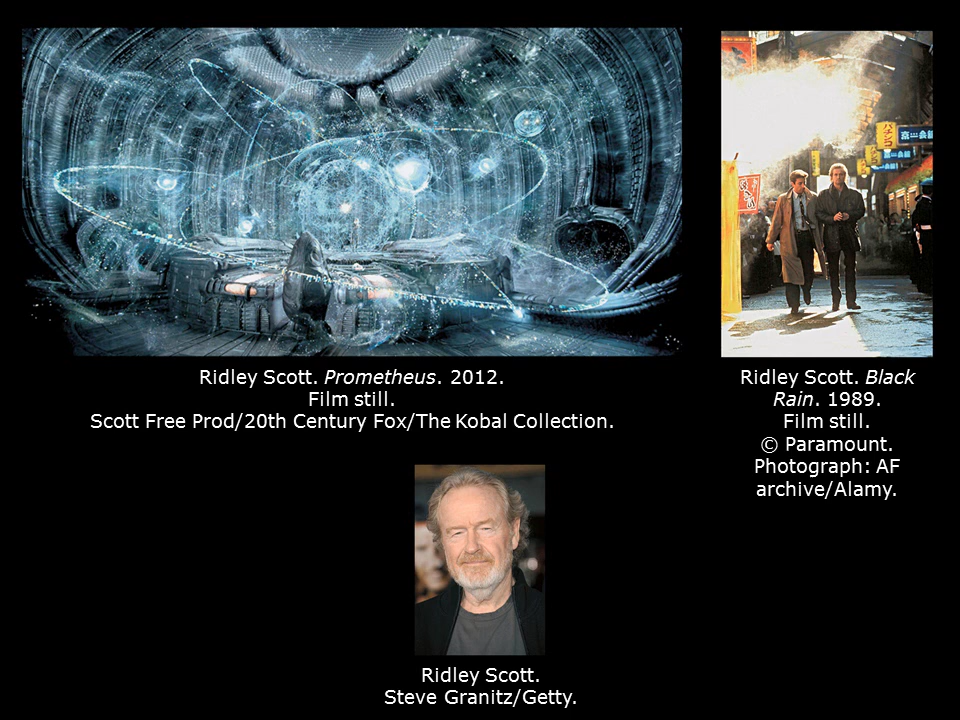 Ridley Scott. Prometheus. 2012.
Film still.
Scott Free Prod/20th Century Fox/The Kobal Collection.
Ridley Scott. Black
Rain. 1989.
Film still.
© Paramount.
Photograph: AF
archive/Alamy.
Ridley Scott.
Steve Granitz/Getty.